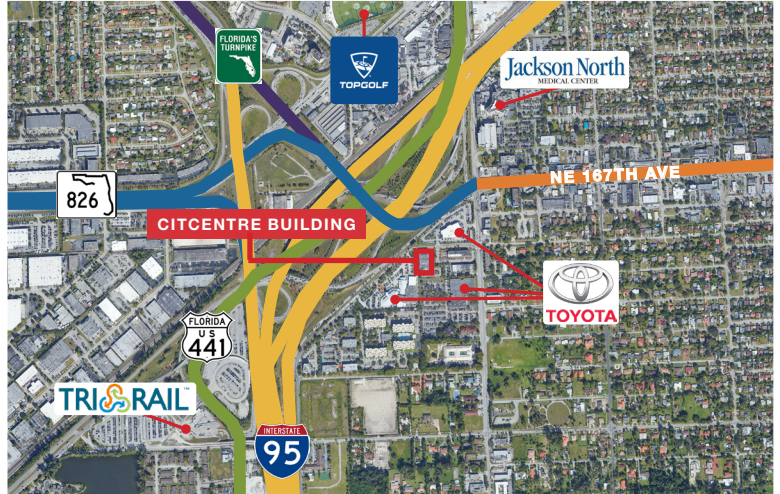 FLORIDA'S
TURNPIKE
TOPGOLF
Jackson North
MEDICAL CENTER
NE 167TH AVE
826
CITCENTRE BUILDING
TOYOTA
FLORIDA
US
441
TRI RAIL™
INTERSTATE
95